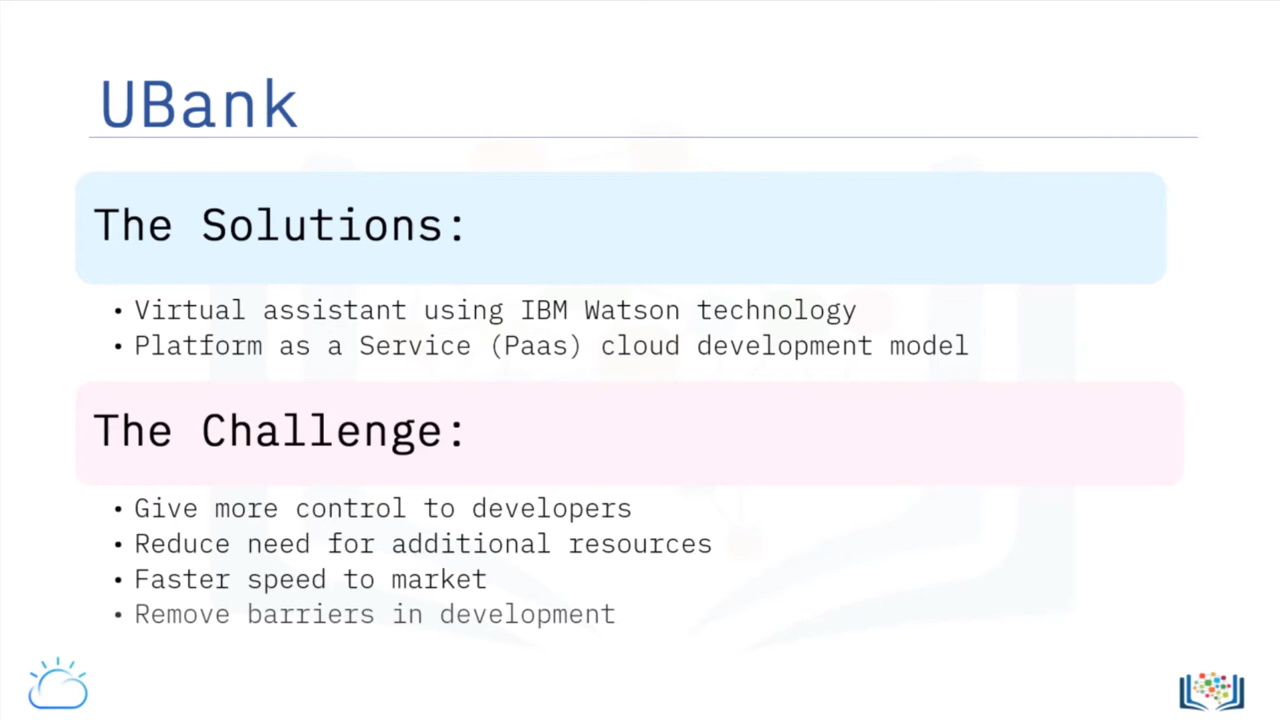 UBank
The Solutions:
• Virtual assistant using IBM Watson technology
• Platform as a Service (Paas) cloud development model
The Challenge:
• Give more control to developers
• Reduce need for additional resources
• Faster speed to market
• Remove barriers in development